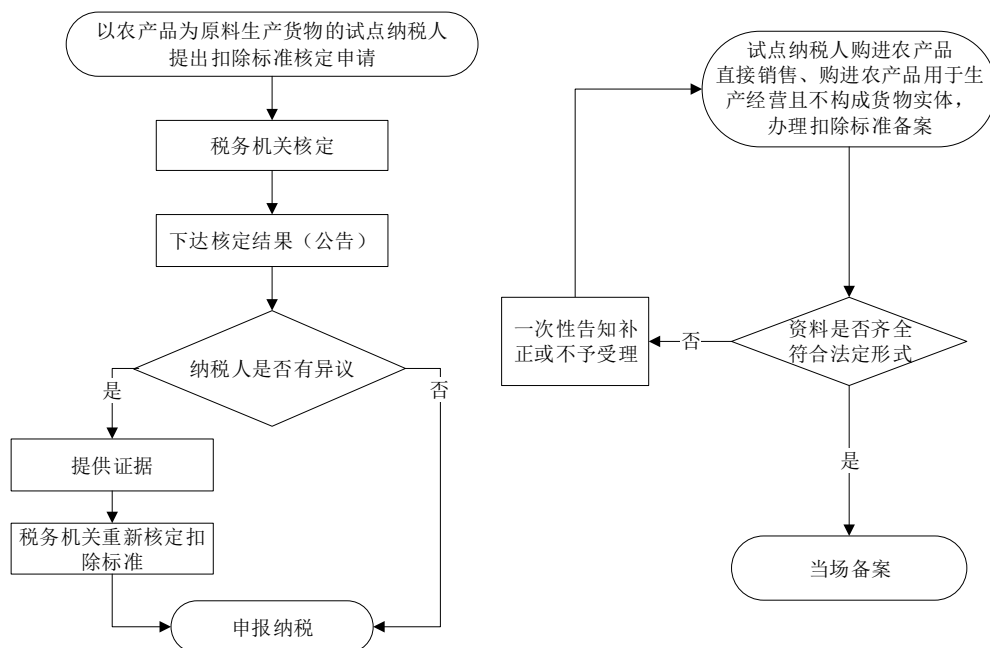 以农产品为原料生产货物的试点纳税人
提出扣除标准核定申请
税务机关核定
下达核定结果（公告）
纳税人是否有异议
是
否
提供证据
税务机关重新核定扣
除标准
申报纳税
试点纳税人购进农产品
直接销售、购进农产品用于生
产经营且不构成货物实体，
办理扣除标准备案
资料是否齐全
符合法定形式
否
一次性告知补
正或不予受理
是
当场备案